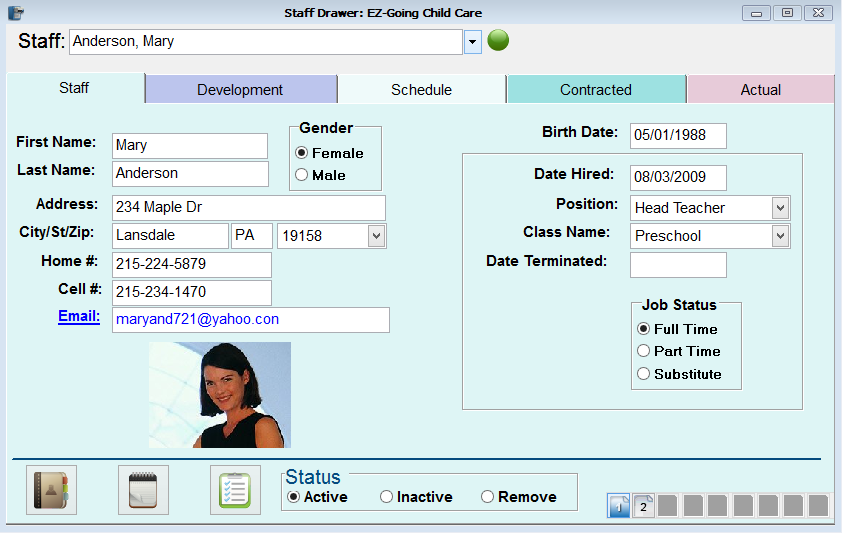 Staff Drawer: EZ-Going Child Care
Staff: Anderson, Mary
Staff Development Schedule Contracted Actual
First Name: Mary
Last Name: Anderson
Gender
Female
Male
Address: 234 Maple Dr
City/St/Zip: Lansdale PA 19158
Home #: 215-224-5879
Cell #: 215-234-1470
Email: maryand721@yahoo.con
Birth Date: 05/01/1988
Date Hired: 08/03/2009
Position: Head Teacher
Class Name: Preschool
Date Terminated:
Job Status
Full Time
Part Time
Substitute
Status
Active Inactive Remove
1 2